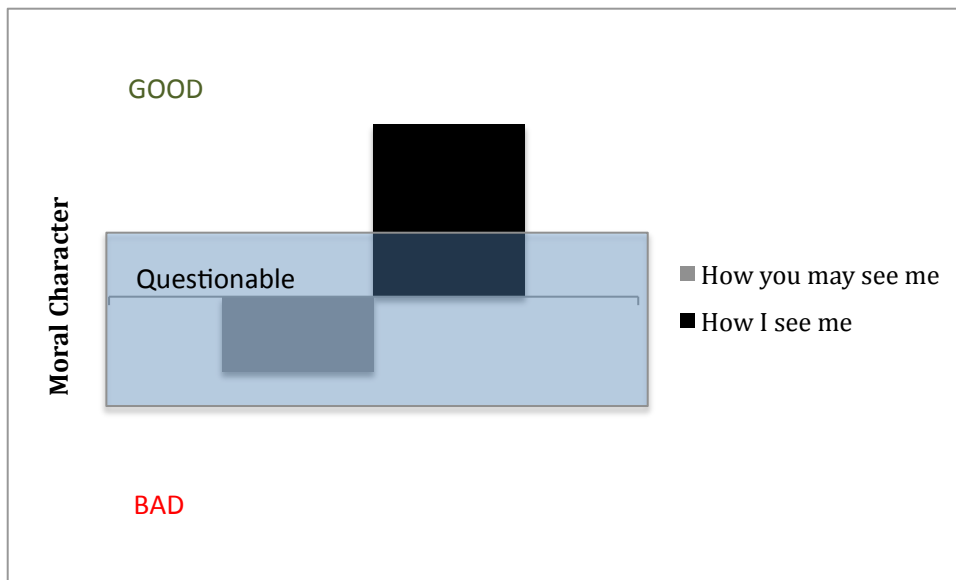 GOOD
Moral Character
Questionable
How you may see me
How I see me
BAD